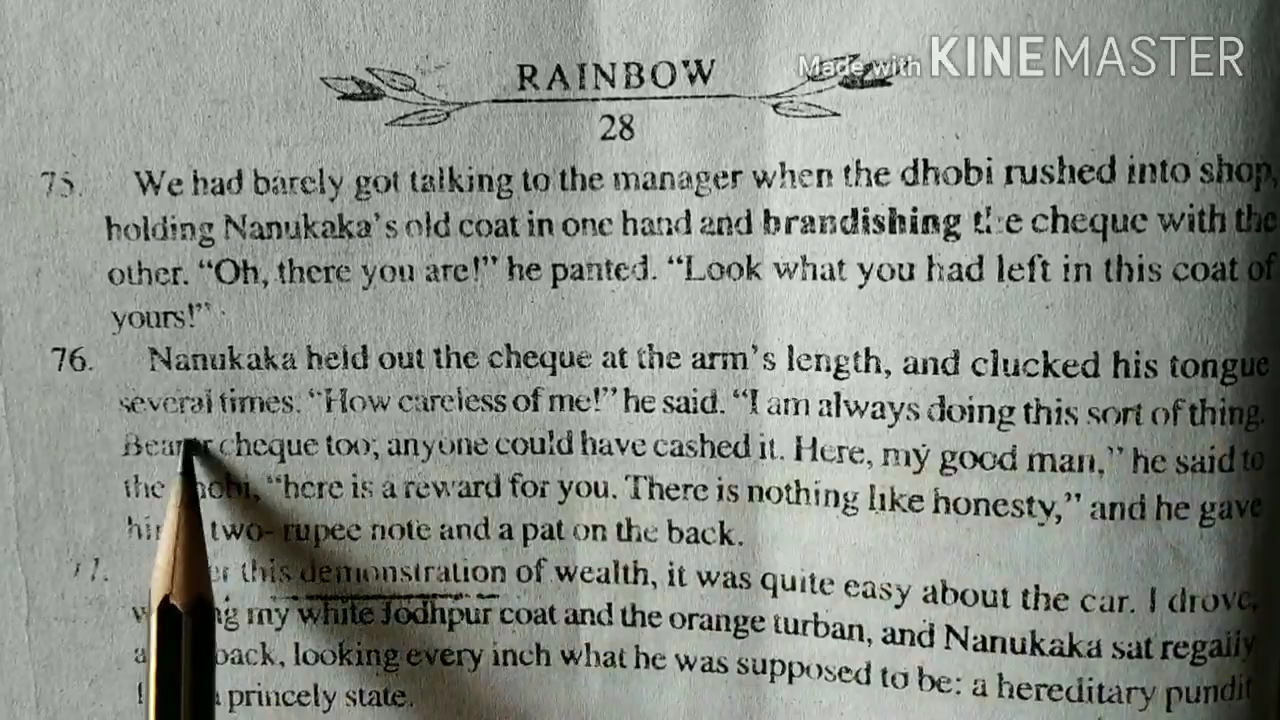 Made with KINEMASTER
RAINBOW
28
75. We had barely got talking to the manager when the dhobi rushed into shop,
holding Nanukaka's old coat in one hand and brandishing the cheque with the
other. "Oh, there you are!" he panted. "Look what you had left in this coat of
yours!"
76. Nanukaka held out the cheque at the arm's length, and clucked his tongue
several times. "How careless of me!" he said. "I am always doing this sort of thing.
Bearer cheque too; anyone could have cashed it. Here, my good man," he said to
the dhobi, "here is a reward for you. There is nothing like honesty," and he gave
two- rupee note and a pat on the back.
this demonstration of wealth, it was quite easy about the car. I drove,
my white Jodhpur coat and the orange turban, and Nanukaka sat regally
back, looking every inch what he was supposed to be: a hereditary pundit
princely state.